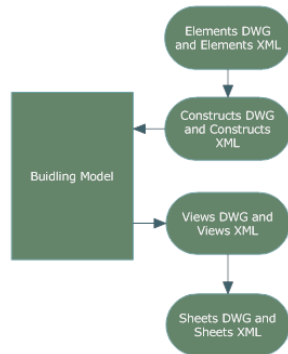 Elements DWG
and Elements XML
Constructs DWG
and Constructs
XML
Buidling Model
Views DWG and
Views XML
Sheets DWG and
Sheets XML